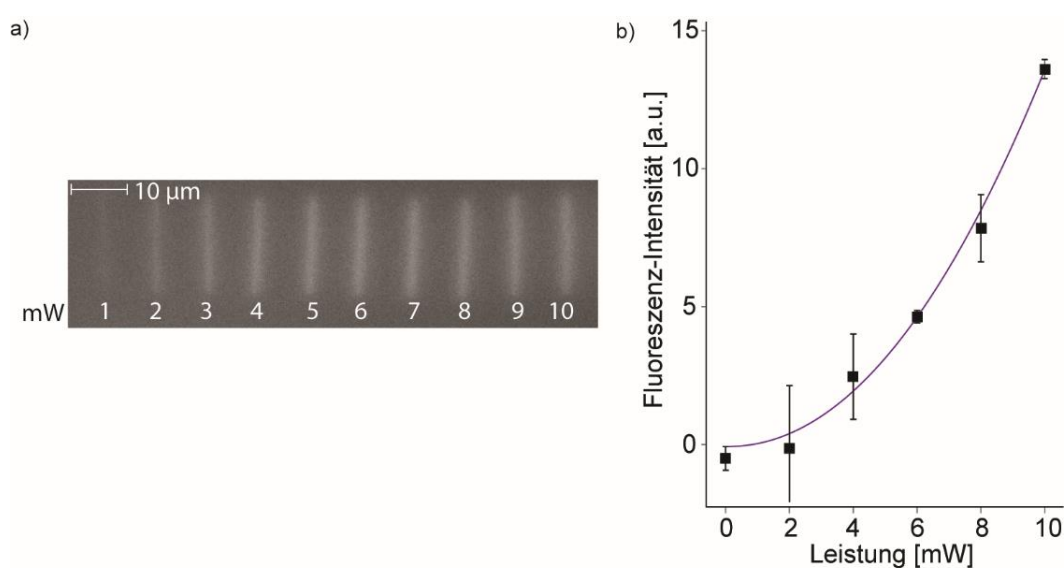 a)
10 µm
mW 1 2 3 4 5 6 7 8 9 10
b)
Fluoreszenz-Intensität [a.u.]
15
10
5
0
0 2 4 6 8 10
Leistung [mW]